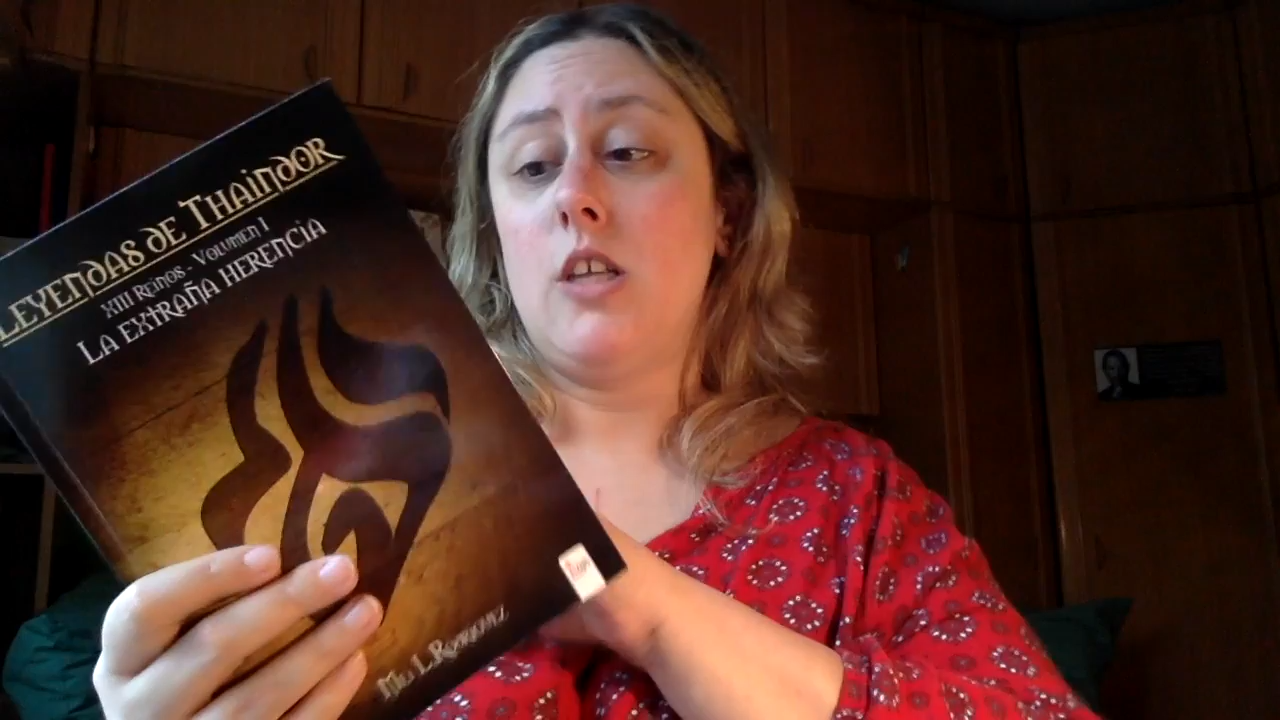 LEYENDAS DE THAINDOR
XIII REINOS - VOLUMEN I
LA EXTRAÑA HERENCIA